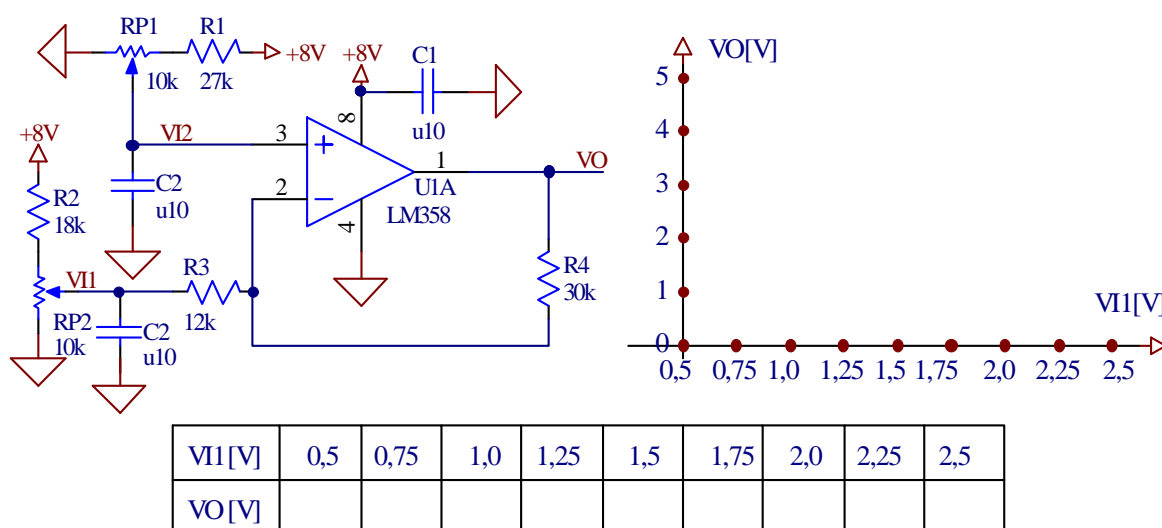 RP1 R1
+8V
10k 27k
+8V C1
u10
8
VI2 3
+
2
−
1 VO
U1A
LM358
4
C2
u10
+8V
R2
18k
VI1
RP2
10k
C2
u10
R3
12k
R4
30k
VO[V]
5
4
3
2
1
0
VI1[V]
0,5 0,75 1,0 1,25 1,5 1,75 2,0 2,25 2,5
VI1[V] 0,5 0,75 1,0 1,25 1,5 1,75 2,0 2,25 2,5
VO [V]